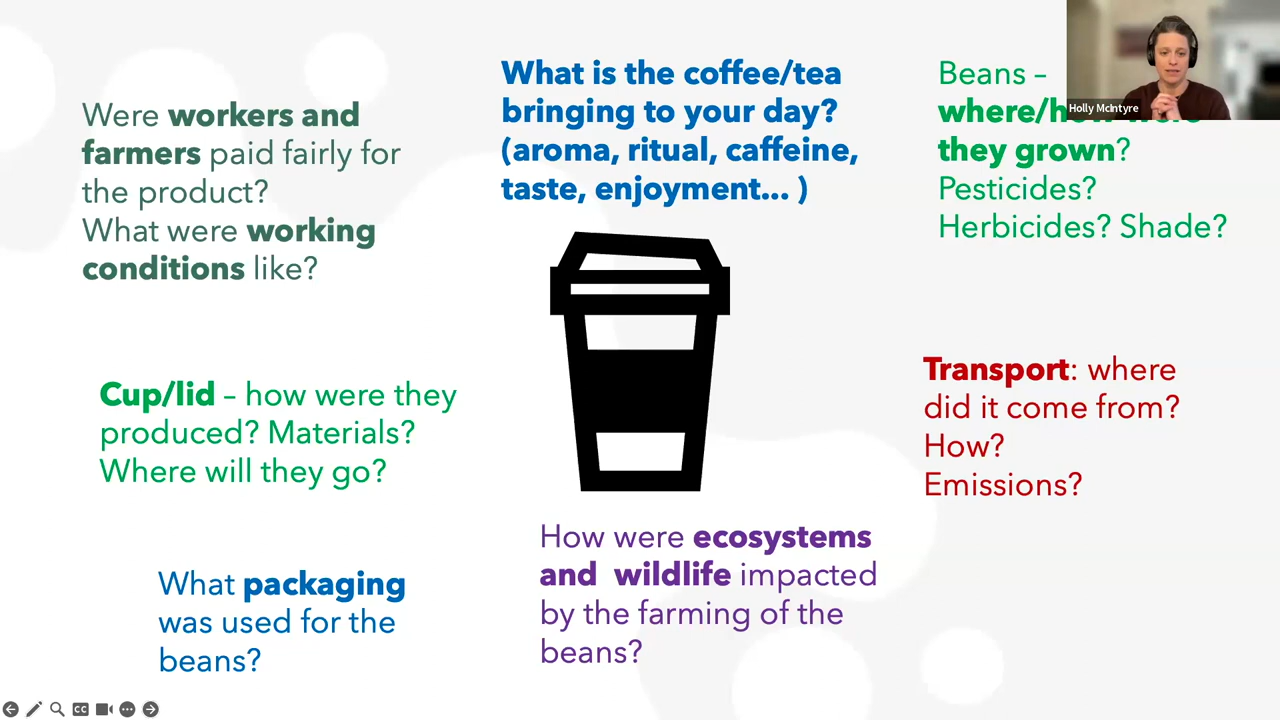 Were workers and
farmers paid fairly for
the product?
What were working
conditions like?
What is the coffee/tea
bringing to your day?
(aroma, ritual, caffeine,
taste, enjoyment... )
Beans –
they grown?
Pesticides?
Herbicides? Shade?
Holly McIntyre
Cup/lid – how were they
produced? Materials?
Where will they go?
Transport: where
did it come from?
How?
Emissions?
What packaging
was used for the
beans?
How were ecosystems
and wildlife impacted
by the farming of the
beans?
CC